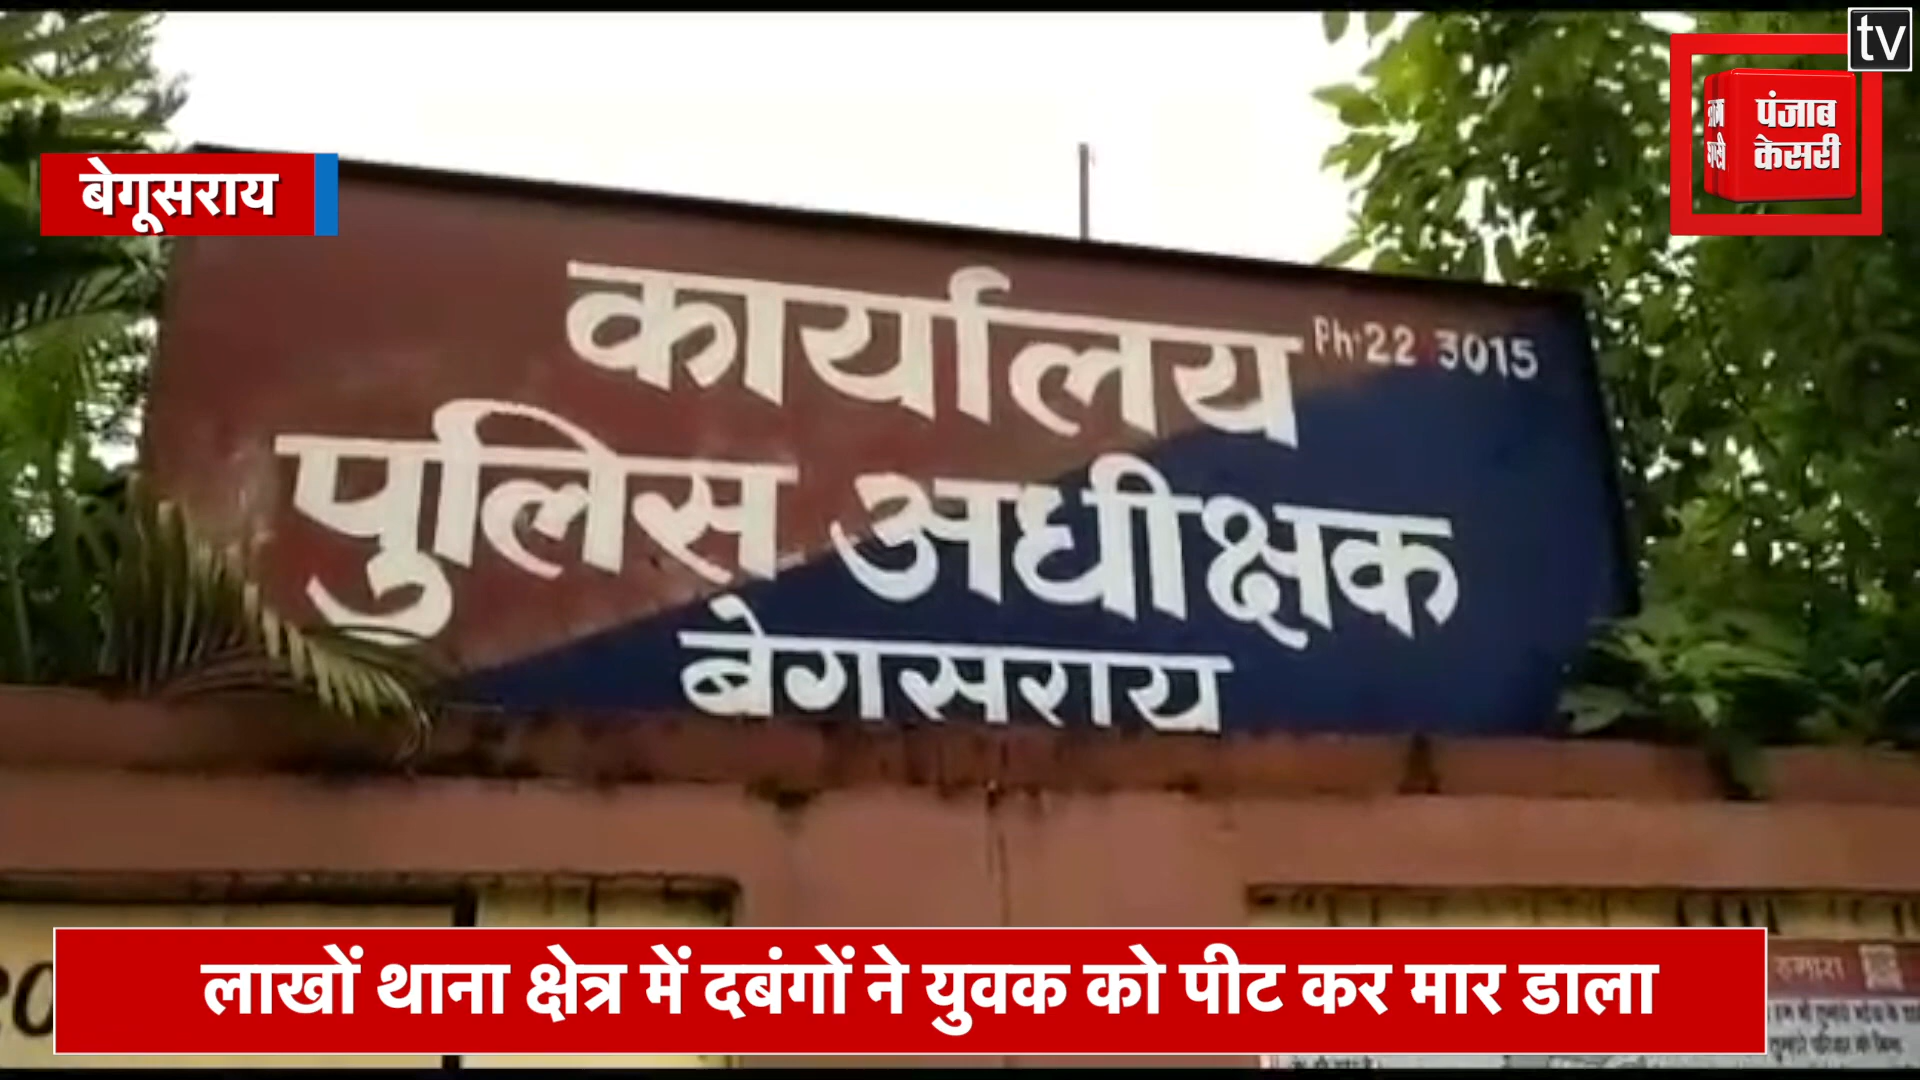 tv
पंजाब
केसरी
बेगूसराय
कार्यालय
Ph:22 3015
पुलिस अधीक्षक
बेगूसराय
लाखों थाना क्षेत्र में दबंगों ने युवक को पीट कर मार डाला